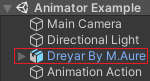 Animator Example
Main Camera
Directional Light
Dreyar By M.Aure
Animation Action